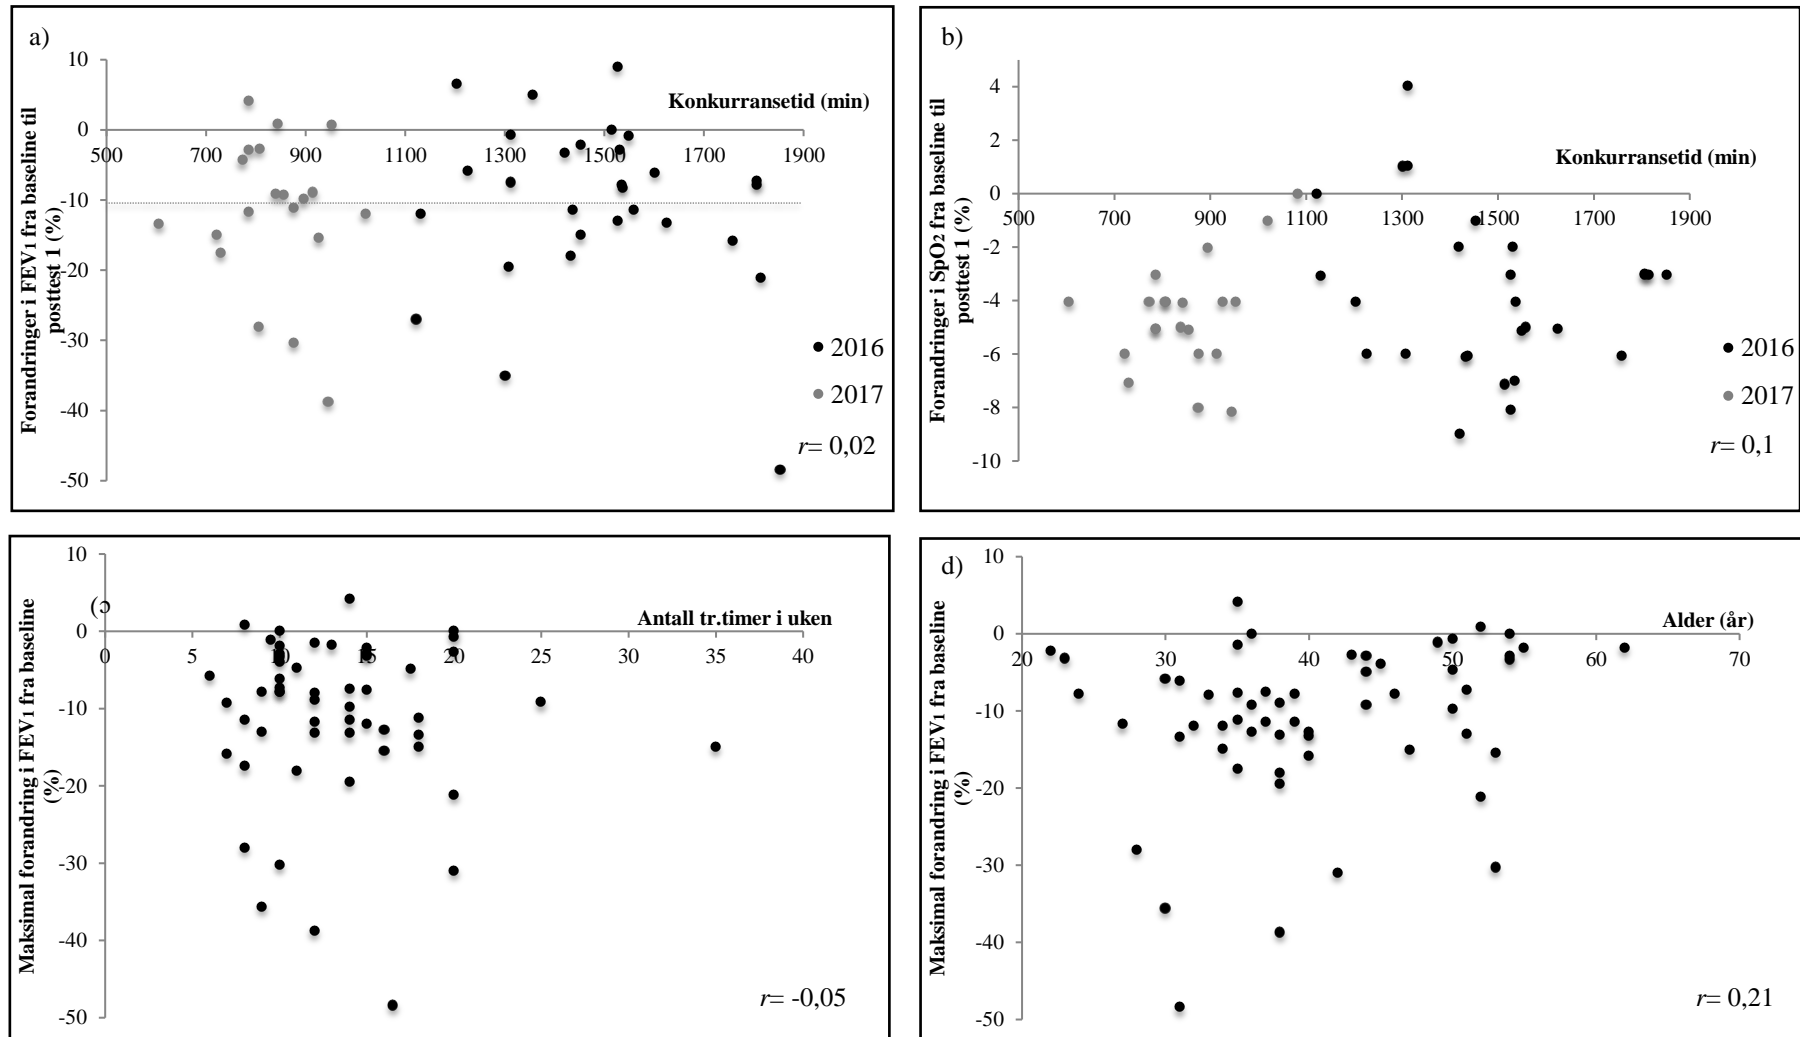 a)
10
0
-10
-20
-30
-40
-50
500 700 900 1100 1300 1500 1700 1900
Konkurransetid (min)
Forandringer i FEV1 fra baseline til
posttest 1 (%)
2016
2017
r= 0,02
b)
4
2
0
-2
-4
-6
-8
-10
500 700 900 1100 1300 1500 1700 1900
Konkurransetid (min)
Forandringer i SpO2 fra baseline til
posttest 1 (%)
2016
2017
r= 0,1
c)
10
0
-10
-20
-30
-40
-50
0 5 10 15 20 25 30 35 40
Antall tr.timer i uken
Maksimal forandring i FEV1 fra baseline
(%)
r= -0,05
d)
10
0
-10
-20
-30
-40
-50
20 30 40 50 60 70
Alder (år)
Maksimal forandring i FEV1 fra baseline
(%)
r= 0,21